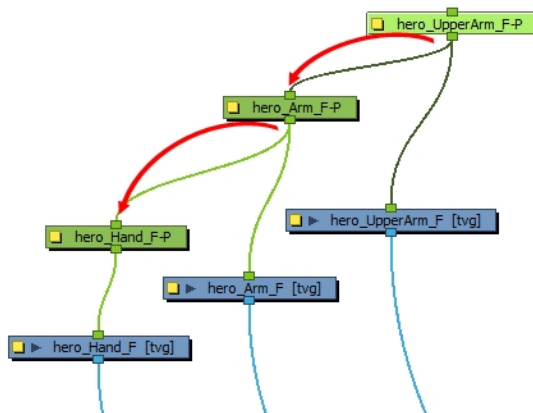 hero_UpperArm_F-P
hero_Arm_F-P
hero_UpperArm_F [tvg]
hero_Hand_F-P
hero_Arm_F [tvg]
hero_Hand_F [tvg]